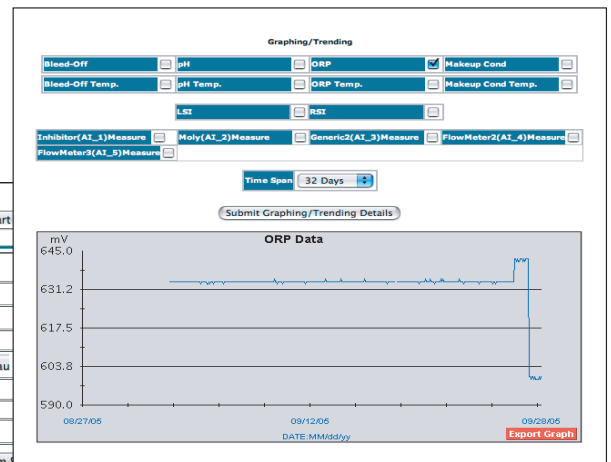 Graphing/Trending
Bleed-Off pH ORP Makeup Cond
Bleed-Off Temp. pH Temp. ORP Temp. Makeup Cond Temp.
LSI RSI
Inhibitor(AI_1)Measure Moly(AI_2)Measure Generic2(AI_3)Measure FlowMeter2(AI_4)Measure
FlowMeter3(AI_5)Measure
Time Span 32 Days
Submit Graphing/Trending Details
art
mV ORP Data
645.0
631.2
617.5
603.8
au
590.0
08/27/05 09/12/05 09/28/05
DATE:MM/dd/yy
Export Graph